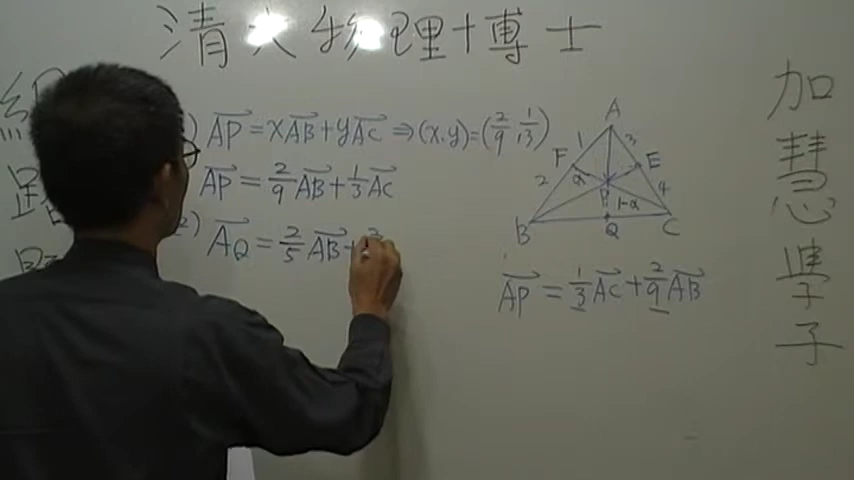 清大物理十博士
加慧學子
AP = xAB + yAC ⇒ (x.y) = (2/9, 1/3)
AP = 2/9 AB + 1/3 AC
2) AQ = 2/5 AB + 3
A
1
3
F
E
2
α
4
P
1-α
B
Q
C
AP = 1/3 AC + 2/9 AB